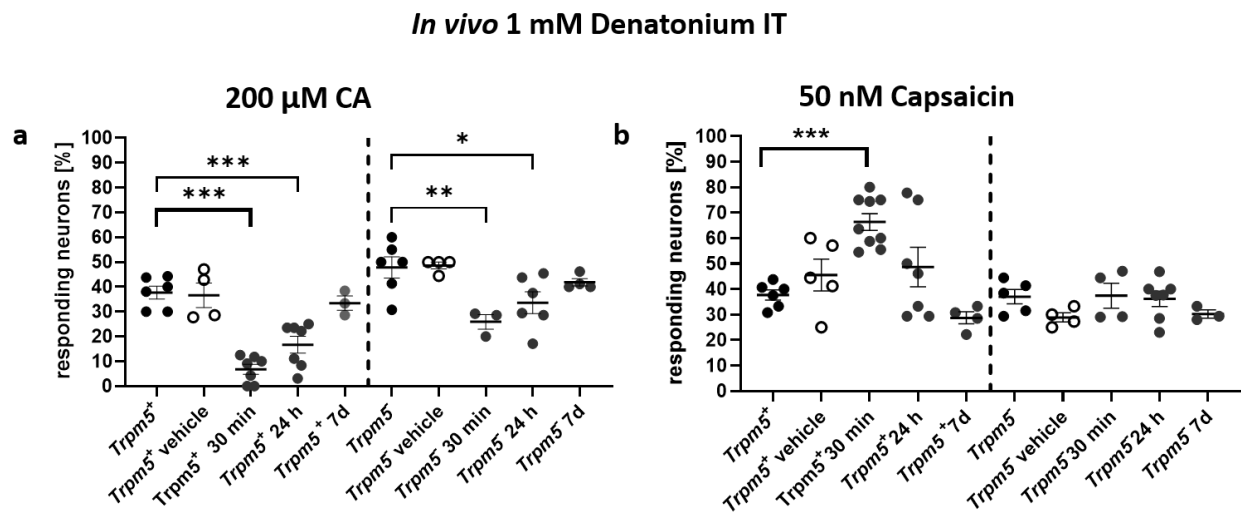 In vivo 1 mM Denatonium IT
200 µM CA
50 nM Capsaicin
a
responding neurons [%]
100
90
80
70
60
50
40
30
20
10
0
***
***
*
**
Trpm5⁺
Trpm5⁺ vehicle
Trpm5⁺ 30 min
Trpm5⁺ 24 h
Trpm5⁺ 7d
Trpm5⁻
Trpm5⁻ vehicle
Trpm5⁻ 30 min
Trpm5⁻ 24 h
Trpm5⁻ 7d
b
responding neurons [%]
100
90
80
70
60
50
40
30
20
10
0
***
Trpm5⁺
Trpm5⁺ vehicle
Trpm5⁺ 30 min
Trpm5⁺ 24 h
Trpm5⁺ 7d
Trpm5⁻
Trpm5⁻ vehicle
Trpm5⁻ 30 min
Trpm5⁻ 24 h
Trpm5⁻ 7d